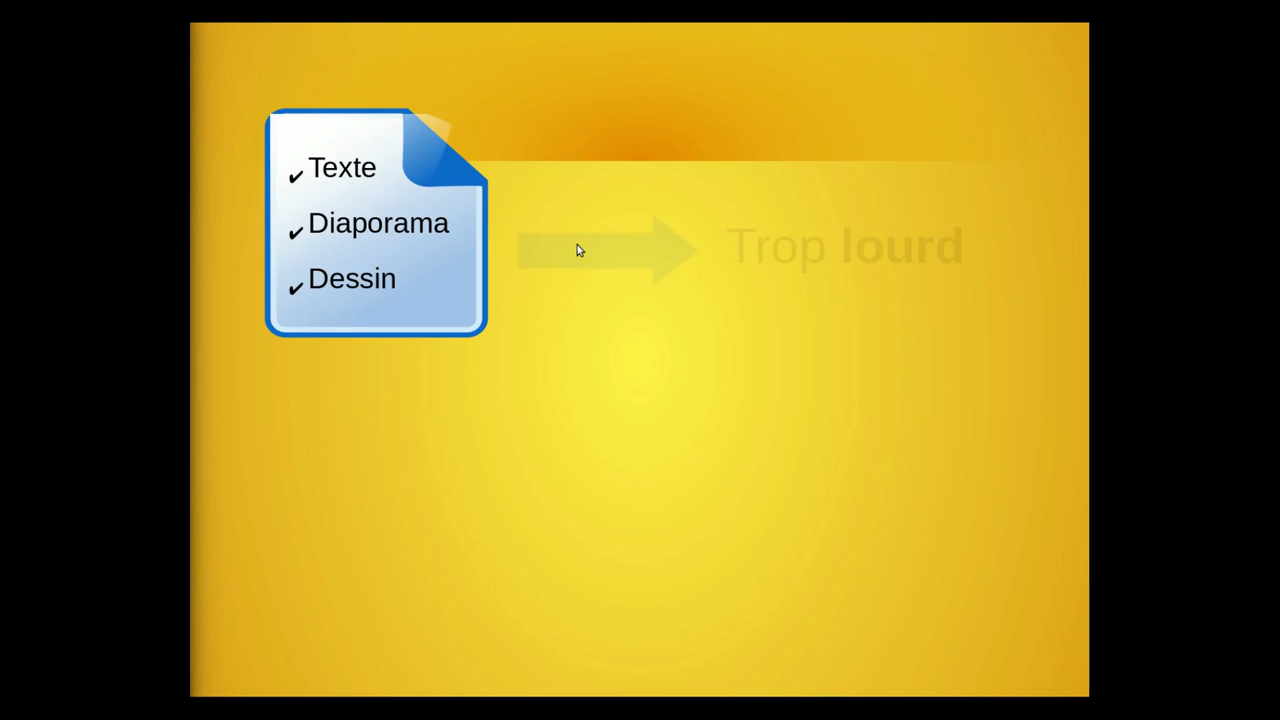 ✔ Texte
✔ Diaporama
✔ Dessin
Trop lourd